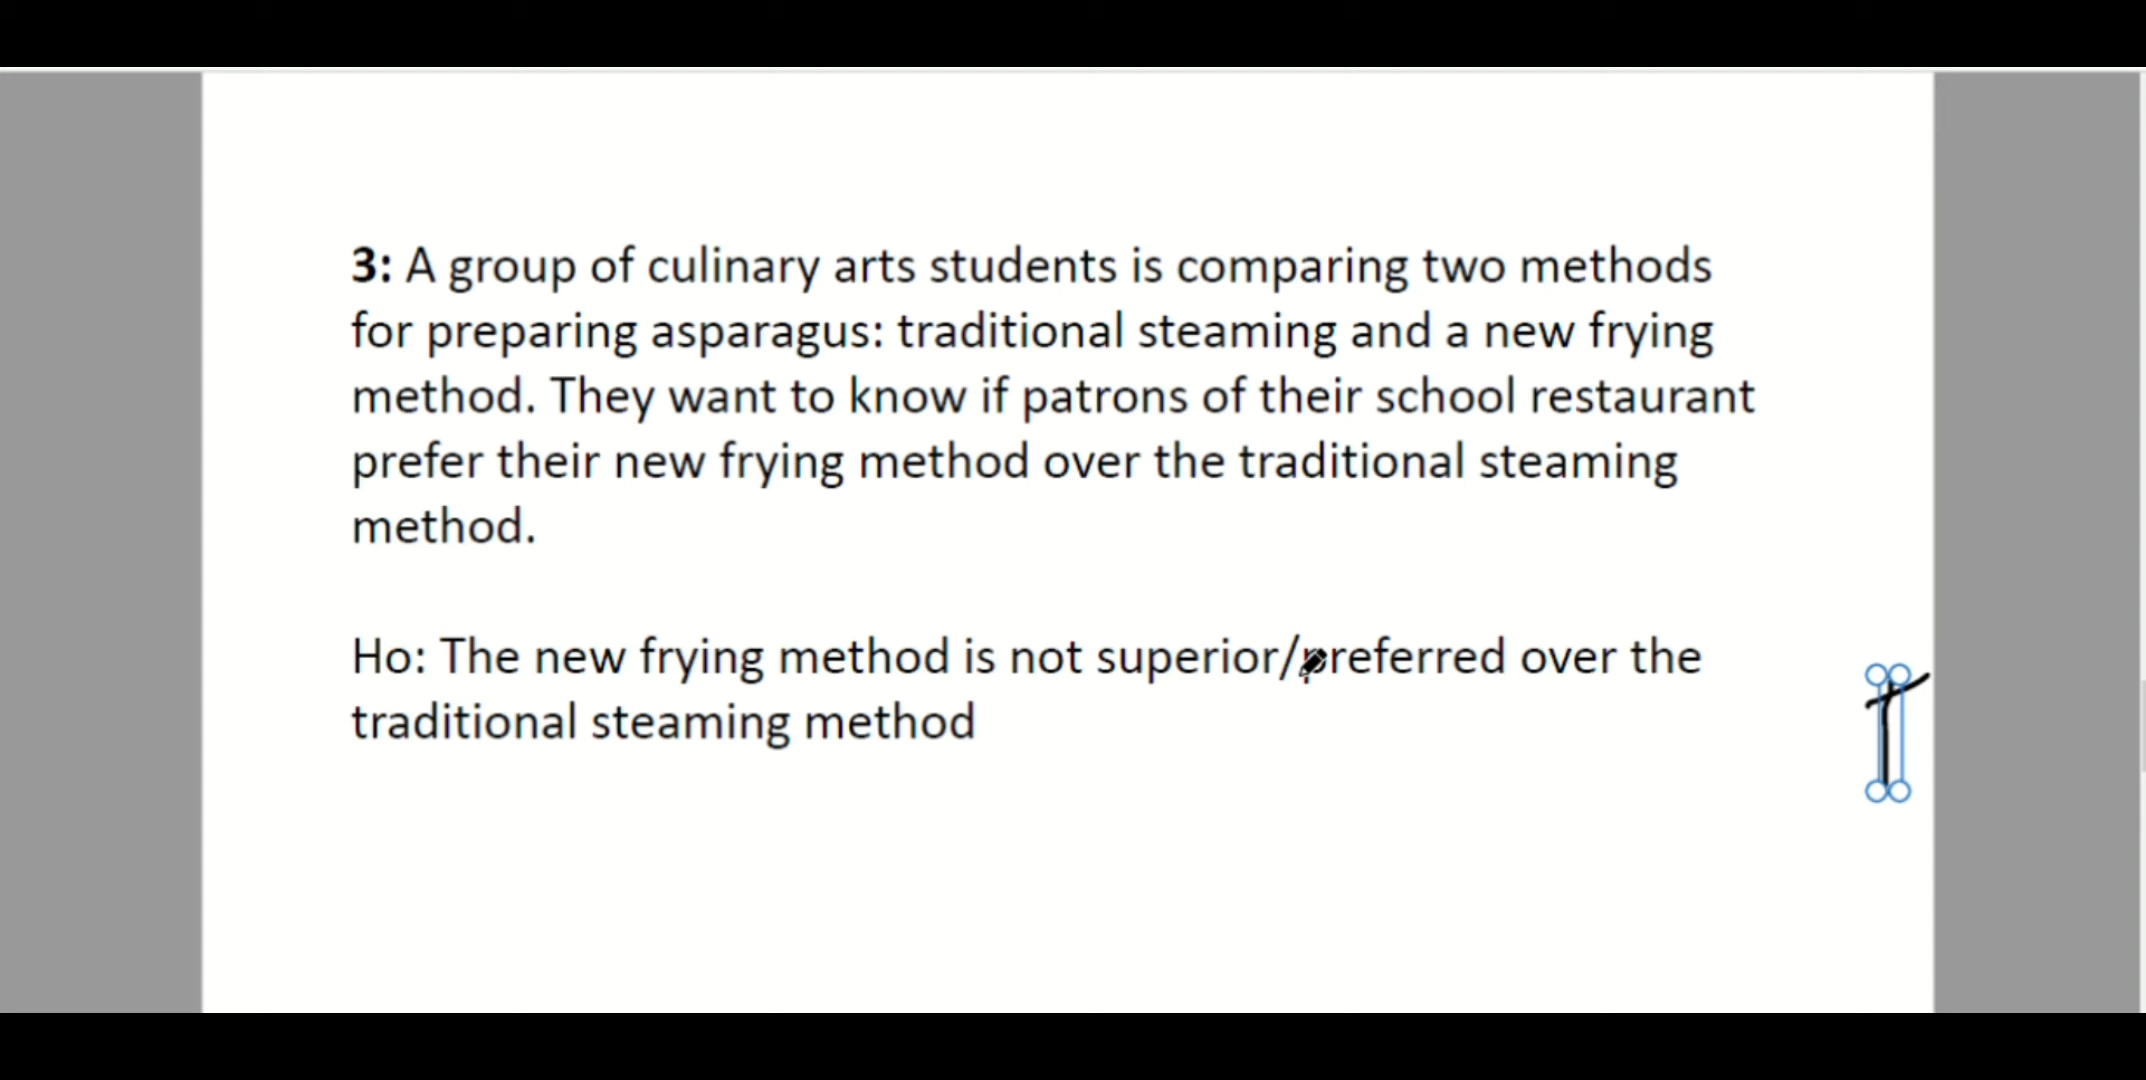 3: A group of culinary arts students is comparing two methods
for preparing asparagus: traditional steaming and a new frying
method. They want to know if patrons of their school restaurant
prefer their new frying method over the traditional steaming
method.
Ho: The new frying method is not superior/preferred over the
traditional steaming method